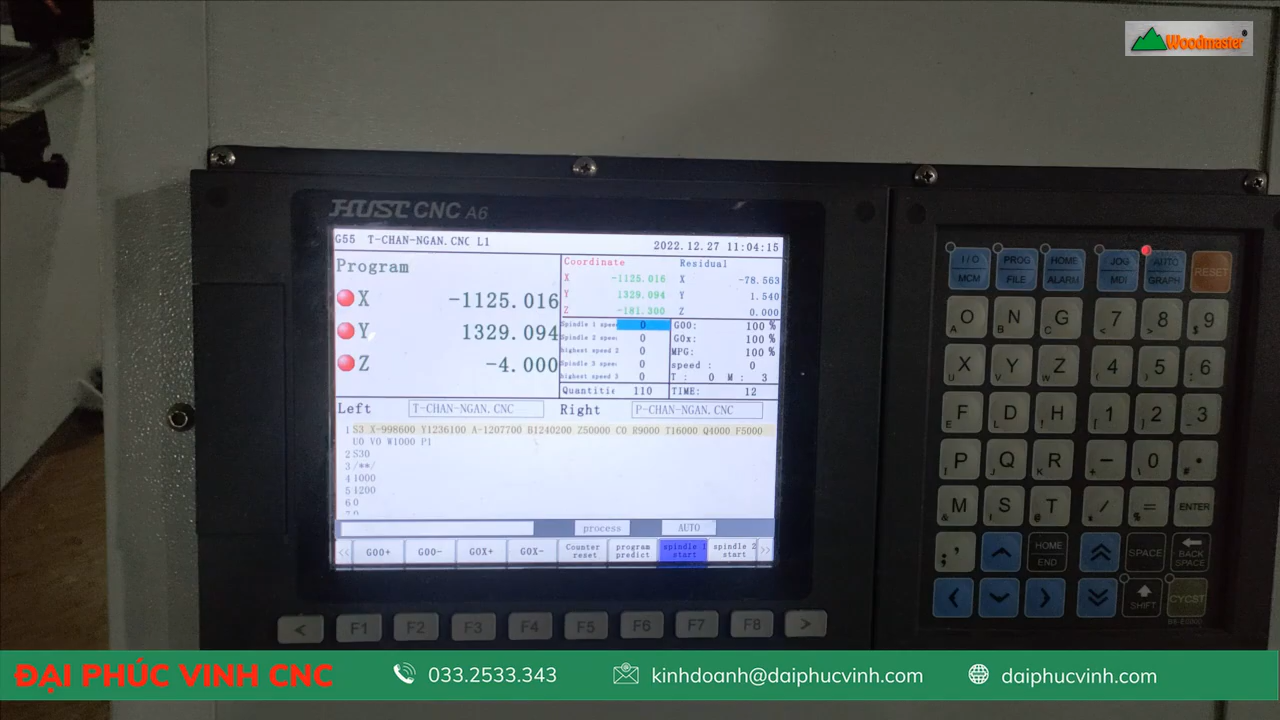 Woodmaster®
HUST CNC A6
G55 T-CHAN-NGAN.CNC L1
2022.12.27 11:04:15
Program
X -1125.016
Y 1329.094
Z -4.000
Coordinate Residual
X -1125.016 X -78.563
Y 1329.094 Y 1.540
Z -181.300 Z 0.000
Spindle 1 spee 0
Spindle 2 spee 0
highest speed 2 0
Spindle 3 spee 0
highest speed 3 0
G00: 100 %
G0x: 100 %
MPG: 100 %
speed : 0
T : 0 M : 3
Quantitie 110 TIME: 12
Left T-CHAN-NGAN.CNC Right P-CHAN-NGAN.CNC
1 S3 X-998600 Y1236100 A-1207700 B1240200 Z50000 C0 R9000 T16000 Q4000 F5000
U0 V0 W1000 P1
2 S30
3 /**/
4 1000
5 1200
6 0
7 0
process AUTO
<< G00+ G00- G0X+ G0X- Counter reset program predict spindle 1 start spindle 2 start >>
< F1 F2 F3 F4 F5 F6 F7 F8 >
I/O PROG HOME JOG AUTO RESET
MCM FILE ALARM MDI GRAPH
O N G 7 8 9
A B C < > $
X Y Z 4 5 6
U V W ( ) :
F D H 1 2 3
E L ! [ ] _
P Q R - 0 .
I J K + \ #
M S T / = ENTER
& ( @ * %
; , HOME END SPACE BACK SPACE
SHIFT CYCST
ĐẠI PHÚC VINH CNC 033.2533.343 kinhdoanh@daiphucvinh.com daiphucvinh.com